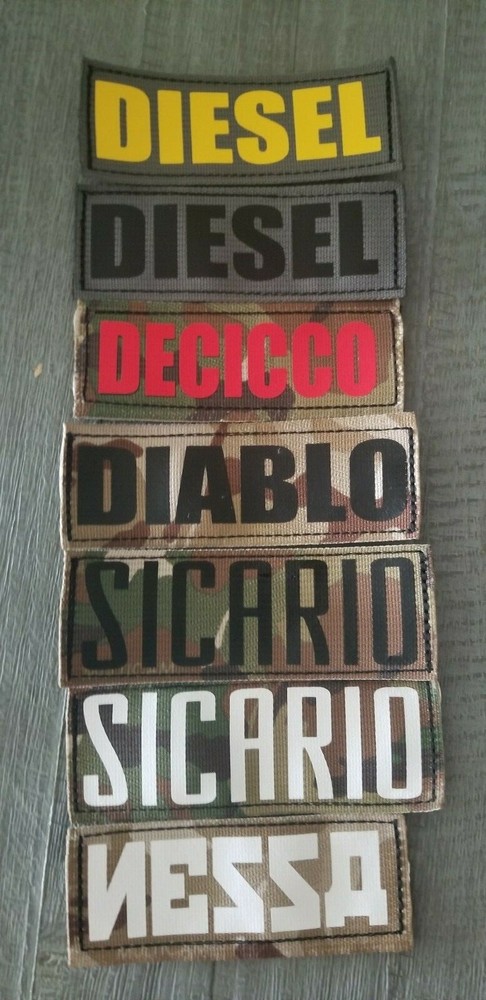 DIESEL
DIESEL
DECICCO
DIABLO
SICARIO
SICARIO
NESSA